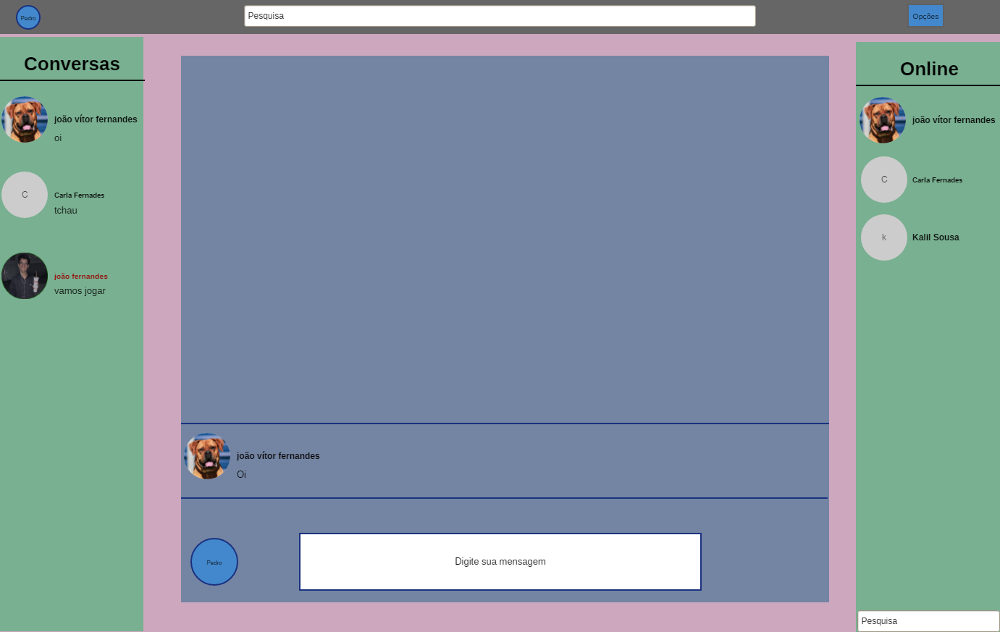 Pedro
Pesquisa
Opções
Conversas
joão vítor fernandes
oi
C
Carla Fernades
tchau
joão fernandes
vamos jogar
joão vítor fernandes
Oi
Pedro
Digite sua mensagem
Online
joão vítor fernandes
C
Carla Fernades
k
Kalil Sousa
Pesquisa